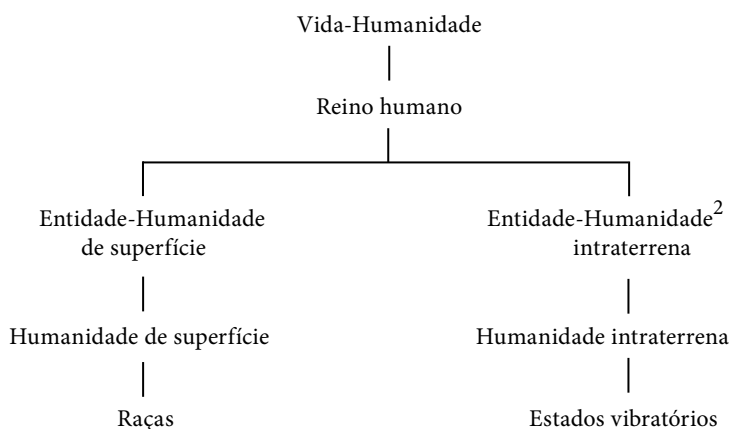 Vida-Humanidade
Reino humano
Entidade-Humanidade
de superfície
Entidade-Humanidade2
intraterrena
Humanidade de superfície
Humanidade intraterrena
Raças
Estados vibratórios